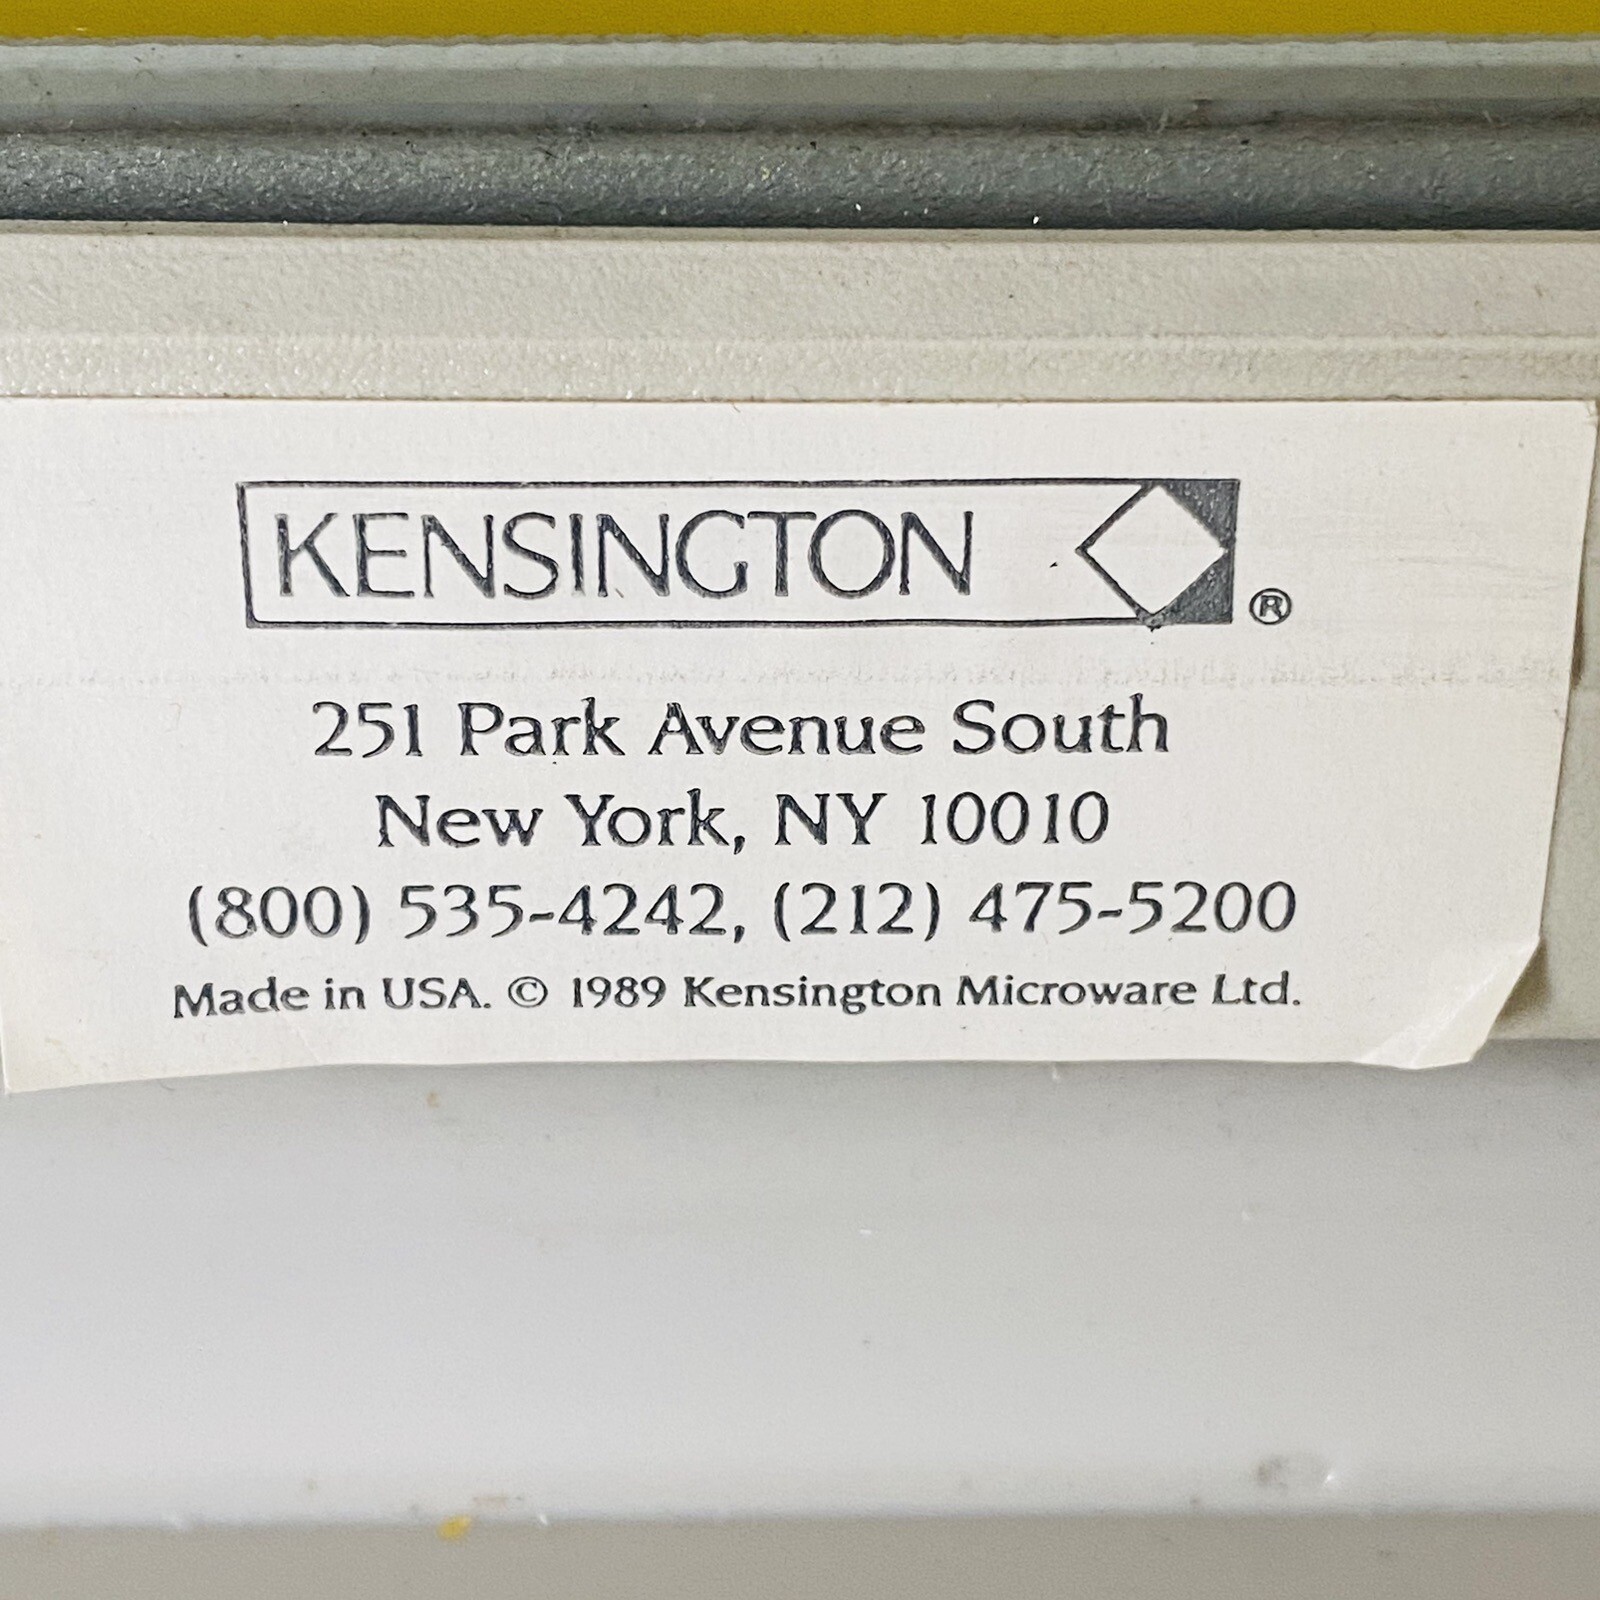 KENSINGTON ®
251 Park Avenue South
New York, NY 10010
(800) 535-4242, (212) 475-5200
Made in USA. © 1989 Kensington Microware Ltd.